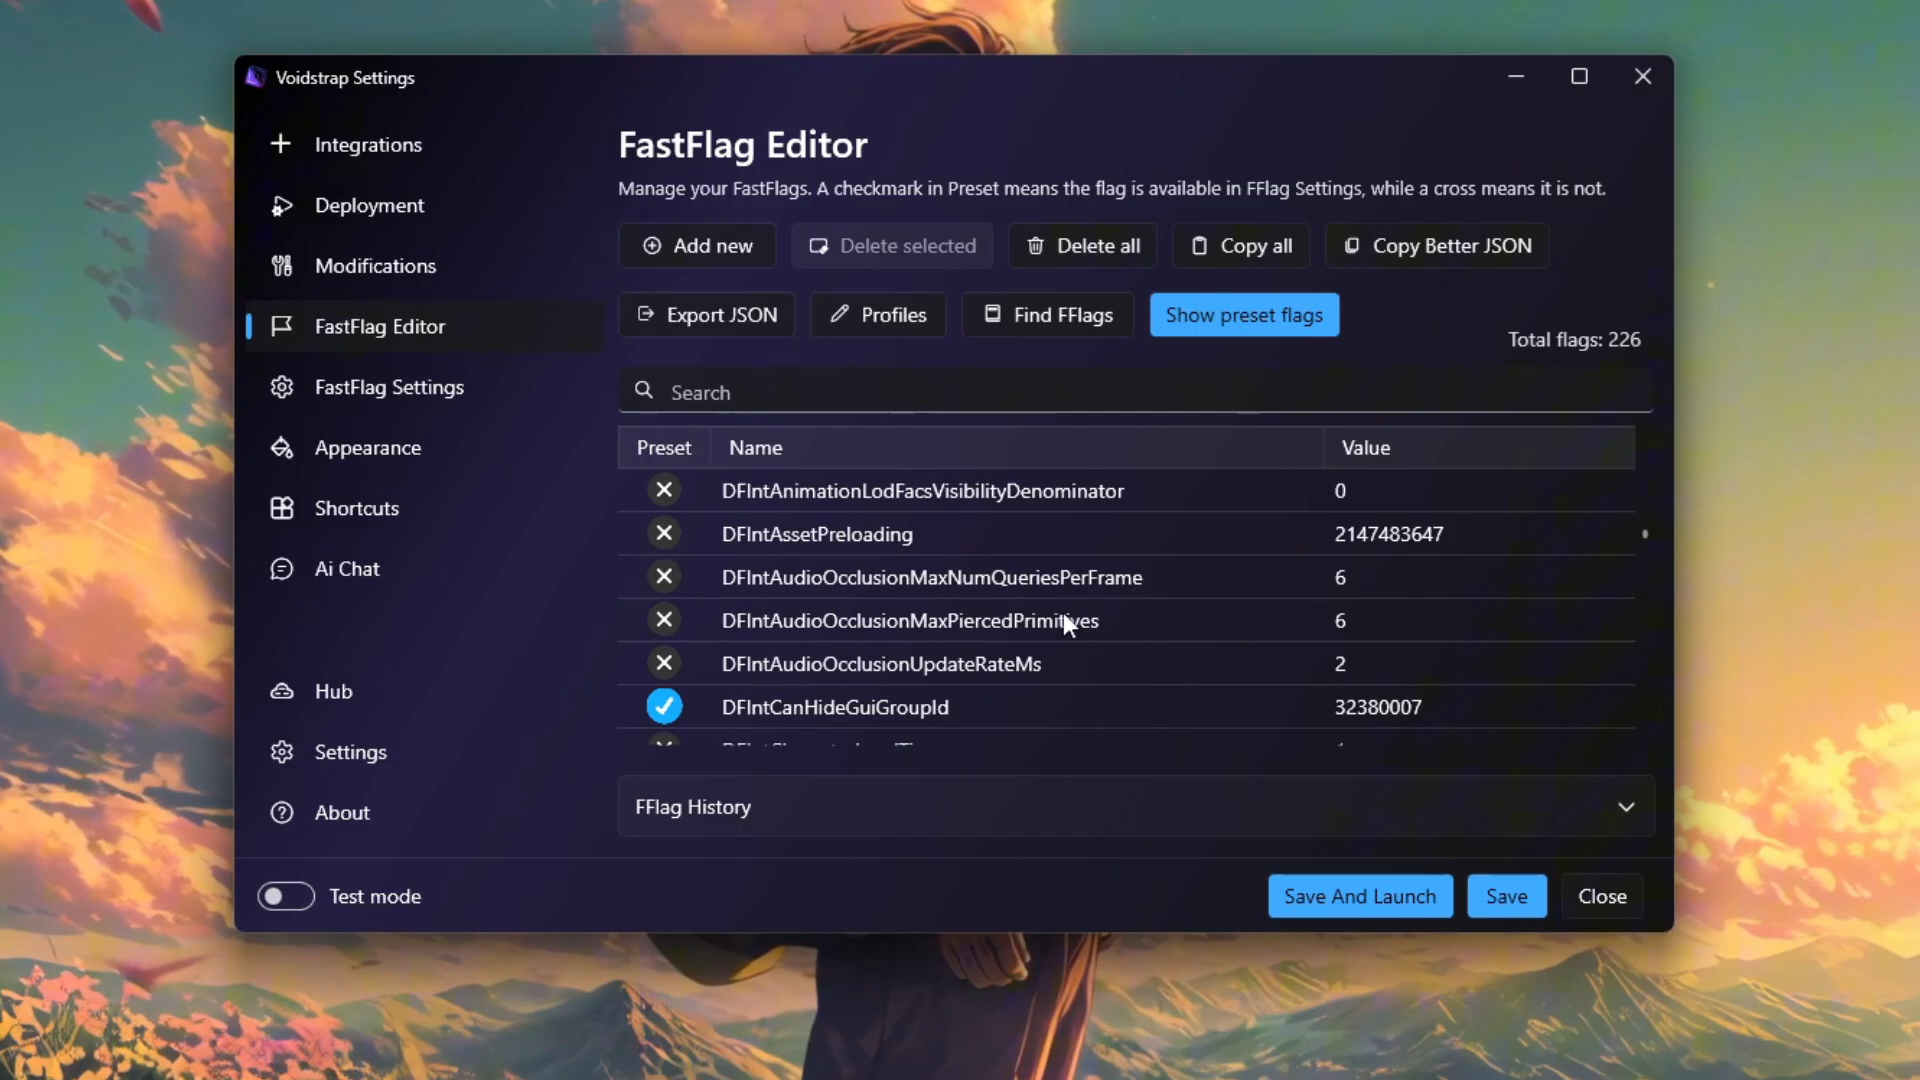 Voidstrap Settings
Integrations
Deployment
Modifications
FastFlag Editor
FastFlag Settings
Appearance
Shortcuts
Ai Chat
Hub
Settings
About
Test mode
FastFlag Editor
Manage your FastFlags. A checkmark in Preset means the flag is available in FFlag Settings, while a cross means it is not.
Add new
Delete selected
Delete all
Copy all
Copy Better JSON
Export JSON
Profiles
Find FFlags
Show preset flags
Total flags: 226
Search
Preset Name Value
DFIntAnimationLodFacsVisibilityDenominator 0
DFIntAssetPreloading 2147483647
DFIntAudioOcclusionMaxNumQueriesPerFrame 6
DFIntAudioOcclusionMaxPiercedPrimitives 6
DFIntAudioOcclusionUpdateRateMs 2
DFIntCanHideGuiGroupId 32380007
FFlag History
Save And Launch
Save
Close